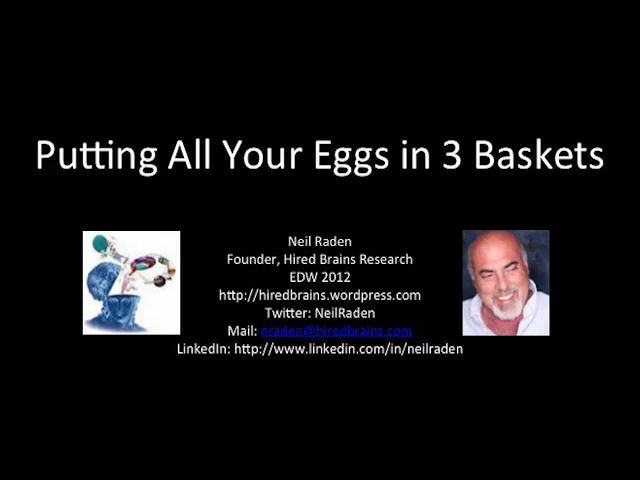 Putting All Your Eggs in 3 Baskets
Neil Raden
Founder, Hired Brains Research
EDW 2012
http://hiredbrains.wordpress.com
Twitter: NeilRaden
Mail: nraden@hiredbrains.com
LinkedIn: http://www.linkedin.com/in/neilraden